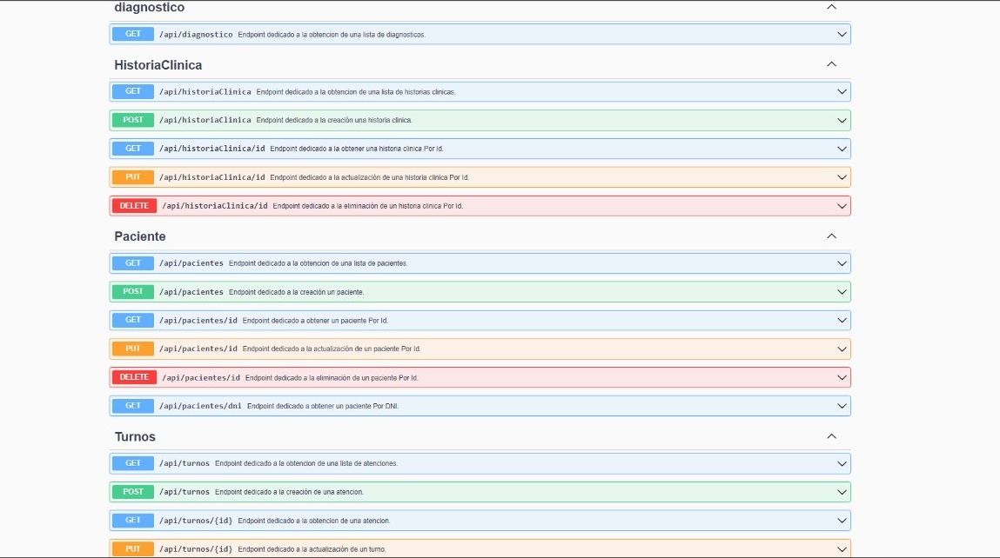 diagnostico
GET /api/diagnostico Endpoint dedicado a la obtencion de una lista de diagnosticos.
HistoriaClinica
GET /api/historiaClinica Endpoint dedicado a la obtencion de una lista de historias clinicas.
POST /api/historiaClinica Endpoint dedicado a la creación una historia clinica.
GET /api/historiaClinica/id Endpoint dedicado a la obtener una historia clinica Por Id.
PUT /api/historiaClinica/id Endpoint dedicado a la actualización de una historia clinica Por Id.
DELETE /api/historiaClinica/id Endpoint dedicado a la eliminación de un historia clinica Por Id.
Paciente
GET /api/pacientes Endpoint dedicado a la obtencion de una lista de pacientes.
POST /api/pacientes Endpoint dedicado a la creación un paciente.
GET /api/pacientes/id Endpoint dedicado a obtener un paciente Por Id.
PUT /api/pacientes/id Endpoint dedicado a la actualización de un paciente Por Id.
DELETE /api/pacientes/id Endpoint dedicado a la eliminación de un paciente Por Id.
GET /api/pacientes/dni Endpoint dedicado a obtener un paciente Por DNI.
Turnos
GET /api/turnos Endpoint dedicado a la obtencion de una lista de atenciones.
POST /api/turnos Endpoint dedicado a la creación de una atencion.
GET /api/turnos/{id} Endpoint dedicado a la obtencion de una atencion.
PUT /api/turnos/{id} Endpoint dedicado a la actualización de un turno.